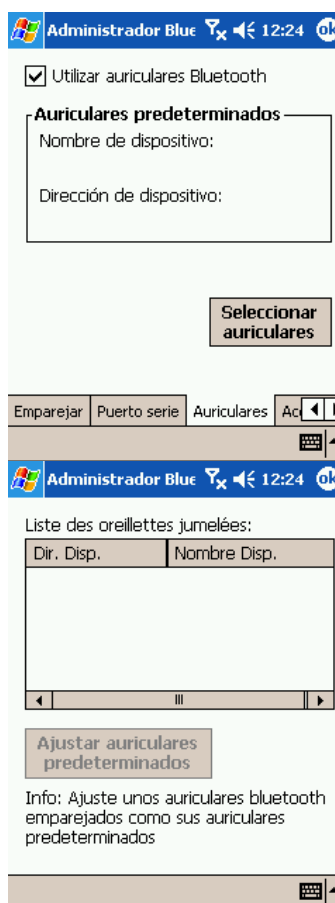 Administrador Blue 12:24 ok
Utilizar auriculares Bluetooth
Auriculares predeterminados
Nombre de dispositivo:
Dirección de dispositivo:
Seleccionar
auriculares
Emparejar Puerto serie Auriculares
Administrador Blue 12:24 ok
Liste des oreillettes jumelées:
Dir. Disp. Nombre Disp.
Ajustar auriculares
predeterminados
Info: Ajuste unos auriculares bluetooth
emparejados como sus auriculares
predeterminados